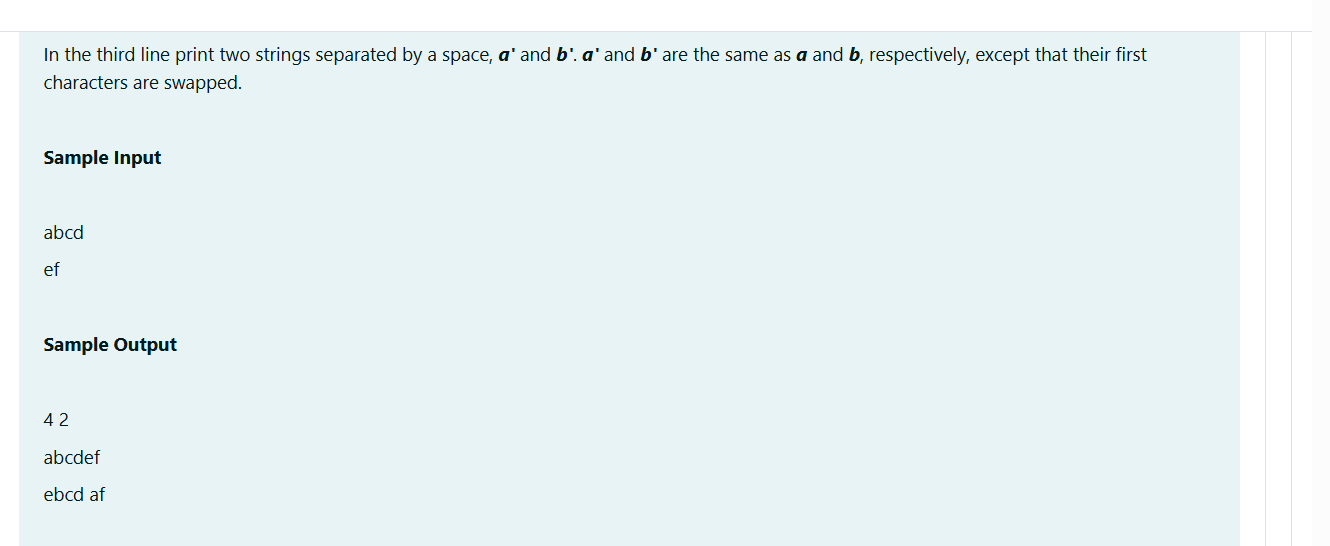 In the third line print two strings separated by a space, a' and b'. a' and b' are the same as a and b, respectively, except that their first
characters are swapped.
Sample Input
abcd
ef
Sample Output
4 2
abcdef
ebcd af